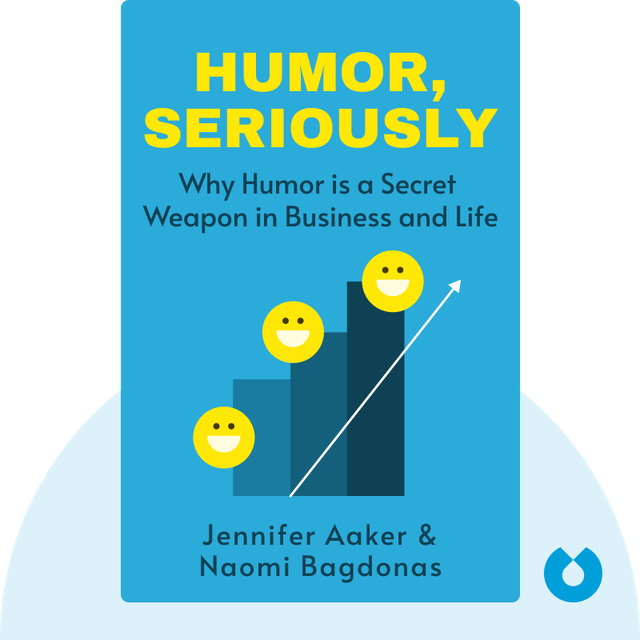 HUMOR,
SERIOUSLY
Why Humor is a Secret
Weapon in Business and Life
Jennifer Aaker &
Naomi Bagdonas